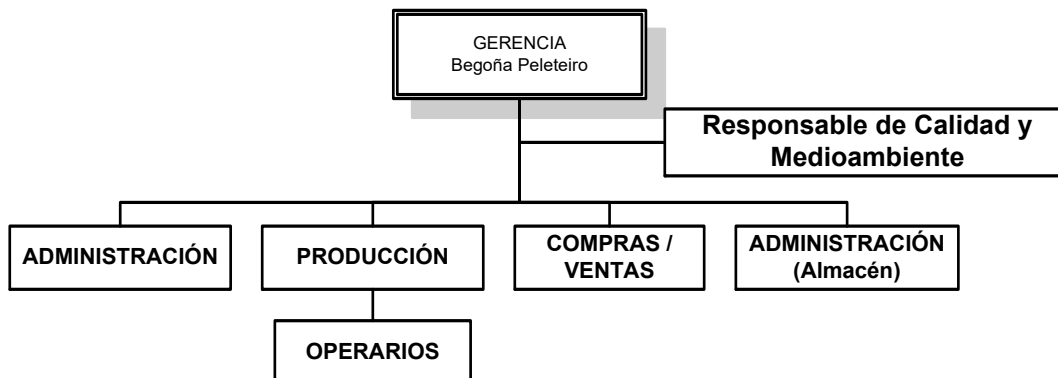 GERENCIA
Begoña Peleteiro
Responsable de Calidad y
Medioambiente
ADMINISTRACIÓN
PRODUCCIÓN
COMPRAS /
VENTAS
ADMINISTRACIÓN
(Almacén)
OPERARIOS